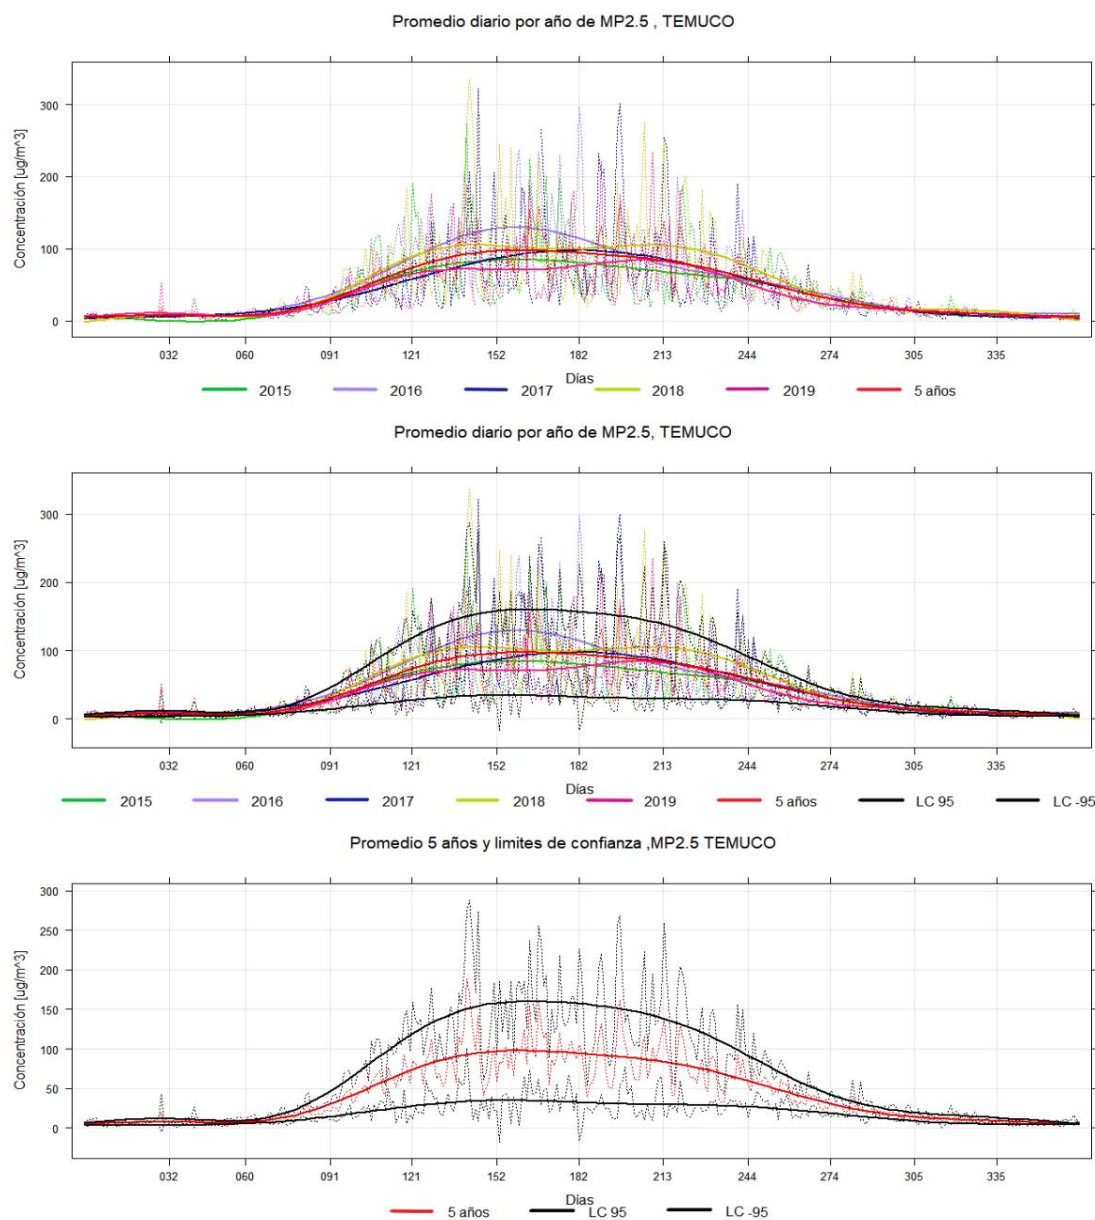 Promedio diario por año de MP2.5 , TEMUCO
Concentración [ug/m^3]
300
200
100
0
032 060 091 121 152 182 213 244 274 305 335
Días
2015 2016 2017 2018 2019 5 años
Promedio diario por año de MP2.5, TEMUCO
Concentración [ug/m^3]
300
200
100
0
032 060 091 121 152 182 213 244 274 305 335
Días
2015 2016 2017 2018 2019 5 años LC 95 LC -95
Promedio 5 años y limites de confianza ,MP2.5 TEMUCO
Concentración [ug/m^3]
300
250
200
150
100
50
0
032 060 091 121 152 182 213 244 274 305 335
Días
5 años LC 95 LC -95